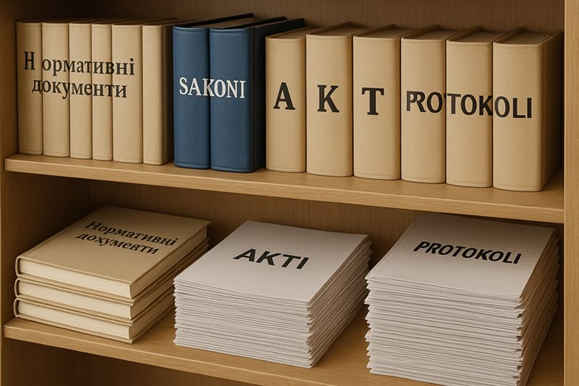 Нормативні
документи
SAKONI
A K T
PROTOKOLI
Нормативні
документи
AKTI
PROTOKOLI